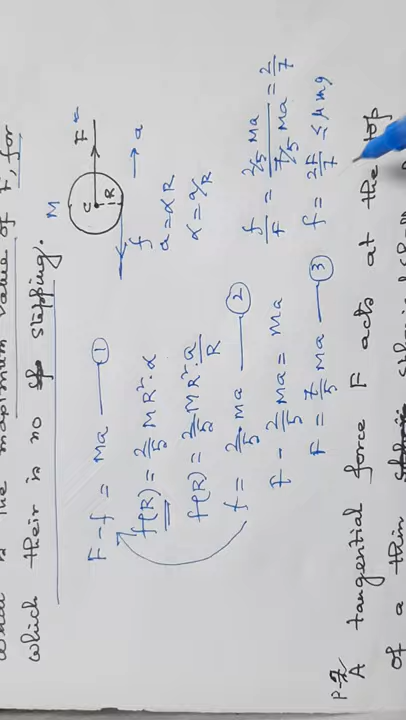 is the maximum value of F, for
which their is no slepping.
M
C
R
F
f
→ a
a = αR
α = a/R
F - f = Ma — ①
f(R) = 2/5 MR². α
f(R) = 2/5 MR². a/R
f = 2/5 Ma — ②
F - 2/5 Ma = Ma
F = 7/5 Ma — ③
f/F = 2/5 Ma / 7/5 Ma = 2/7
f = 2F/7 ≤ μmg
P-7/ A tangential force F acts at the top
of a thin